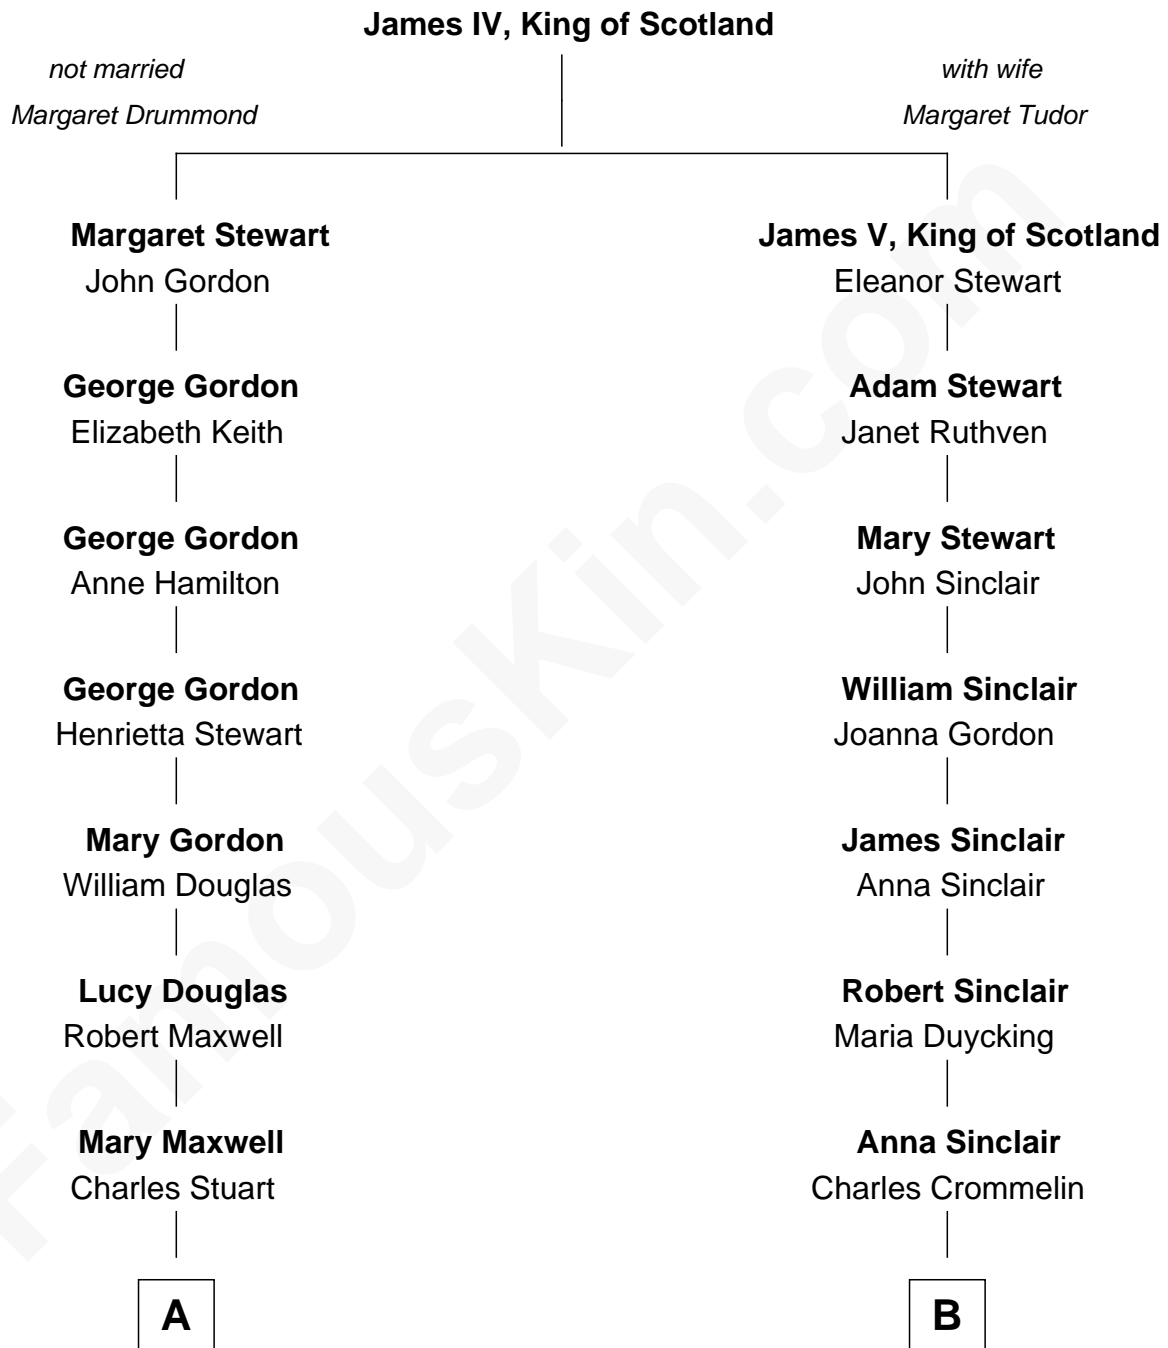 James IV, King of Scotland
not married
Margaret Drummond
with wife
Margaret Tudor
Margaret Stewart
John Gordon
James V, King of Scotland
Eleanor Stewart
George Gordon
Elizabeth Keith
Adam Stewart
Janet Ruthven
George Gordon
Anne Hamilton
Mary Stewart
John Sinclair
George Gordon
Henrietta Stewart
William Sinclair
Joanna Gordon
Mary Gordon
William Douglas
James Sinclair
Anna Sinclair
Lucy Douglas
Robert Maxwell
Robert Sinclair
Maria Duycking
Mary Maxwell
Charles Stuart
Anna Sinclair
Charles Crommelin
A
B
FamousKin.com